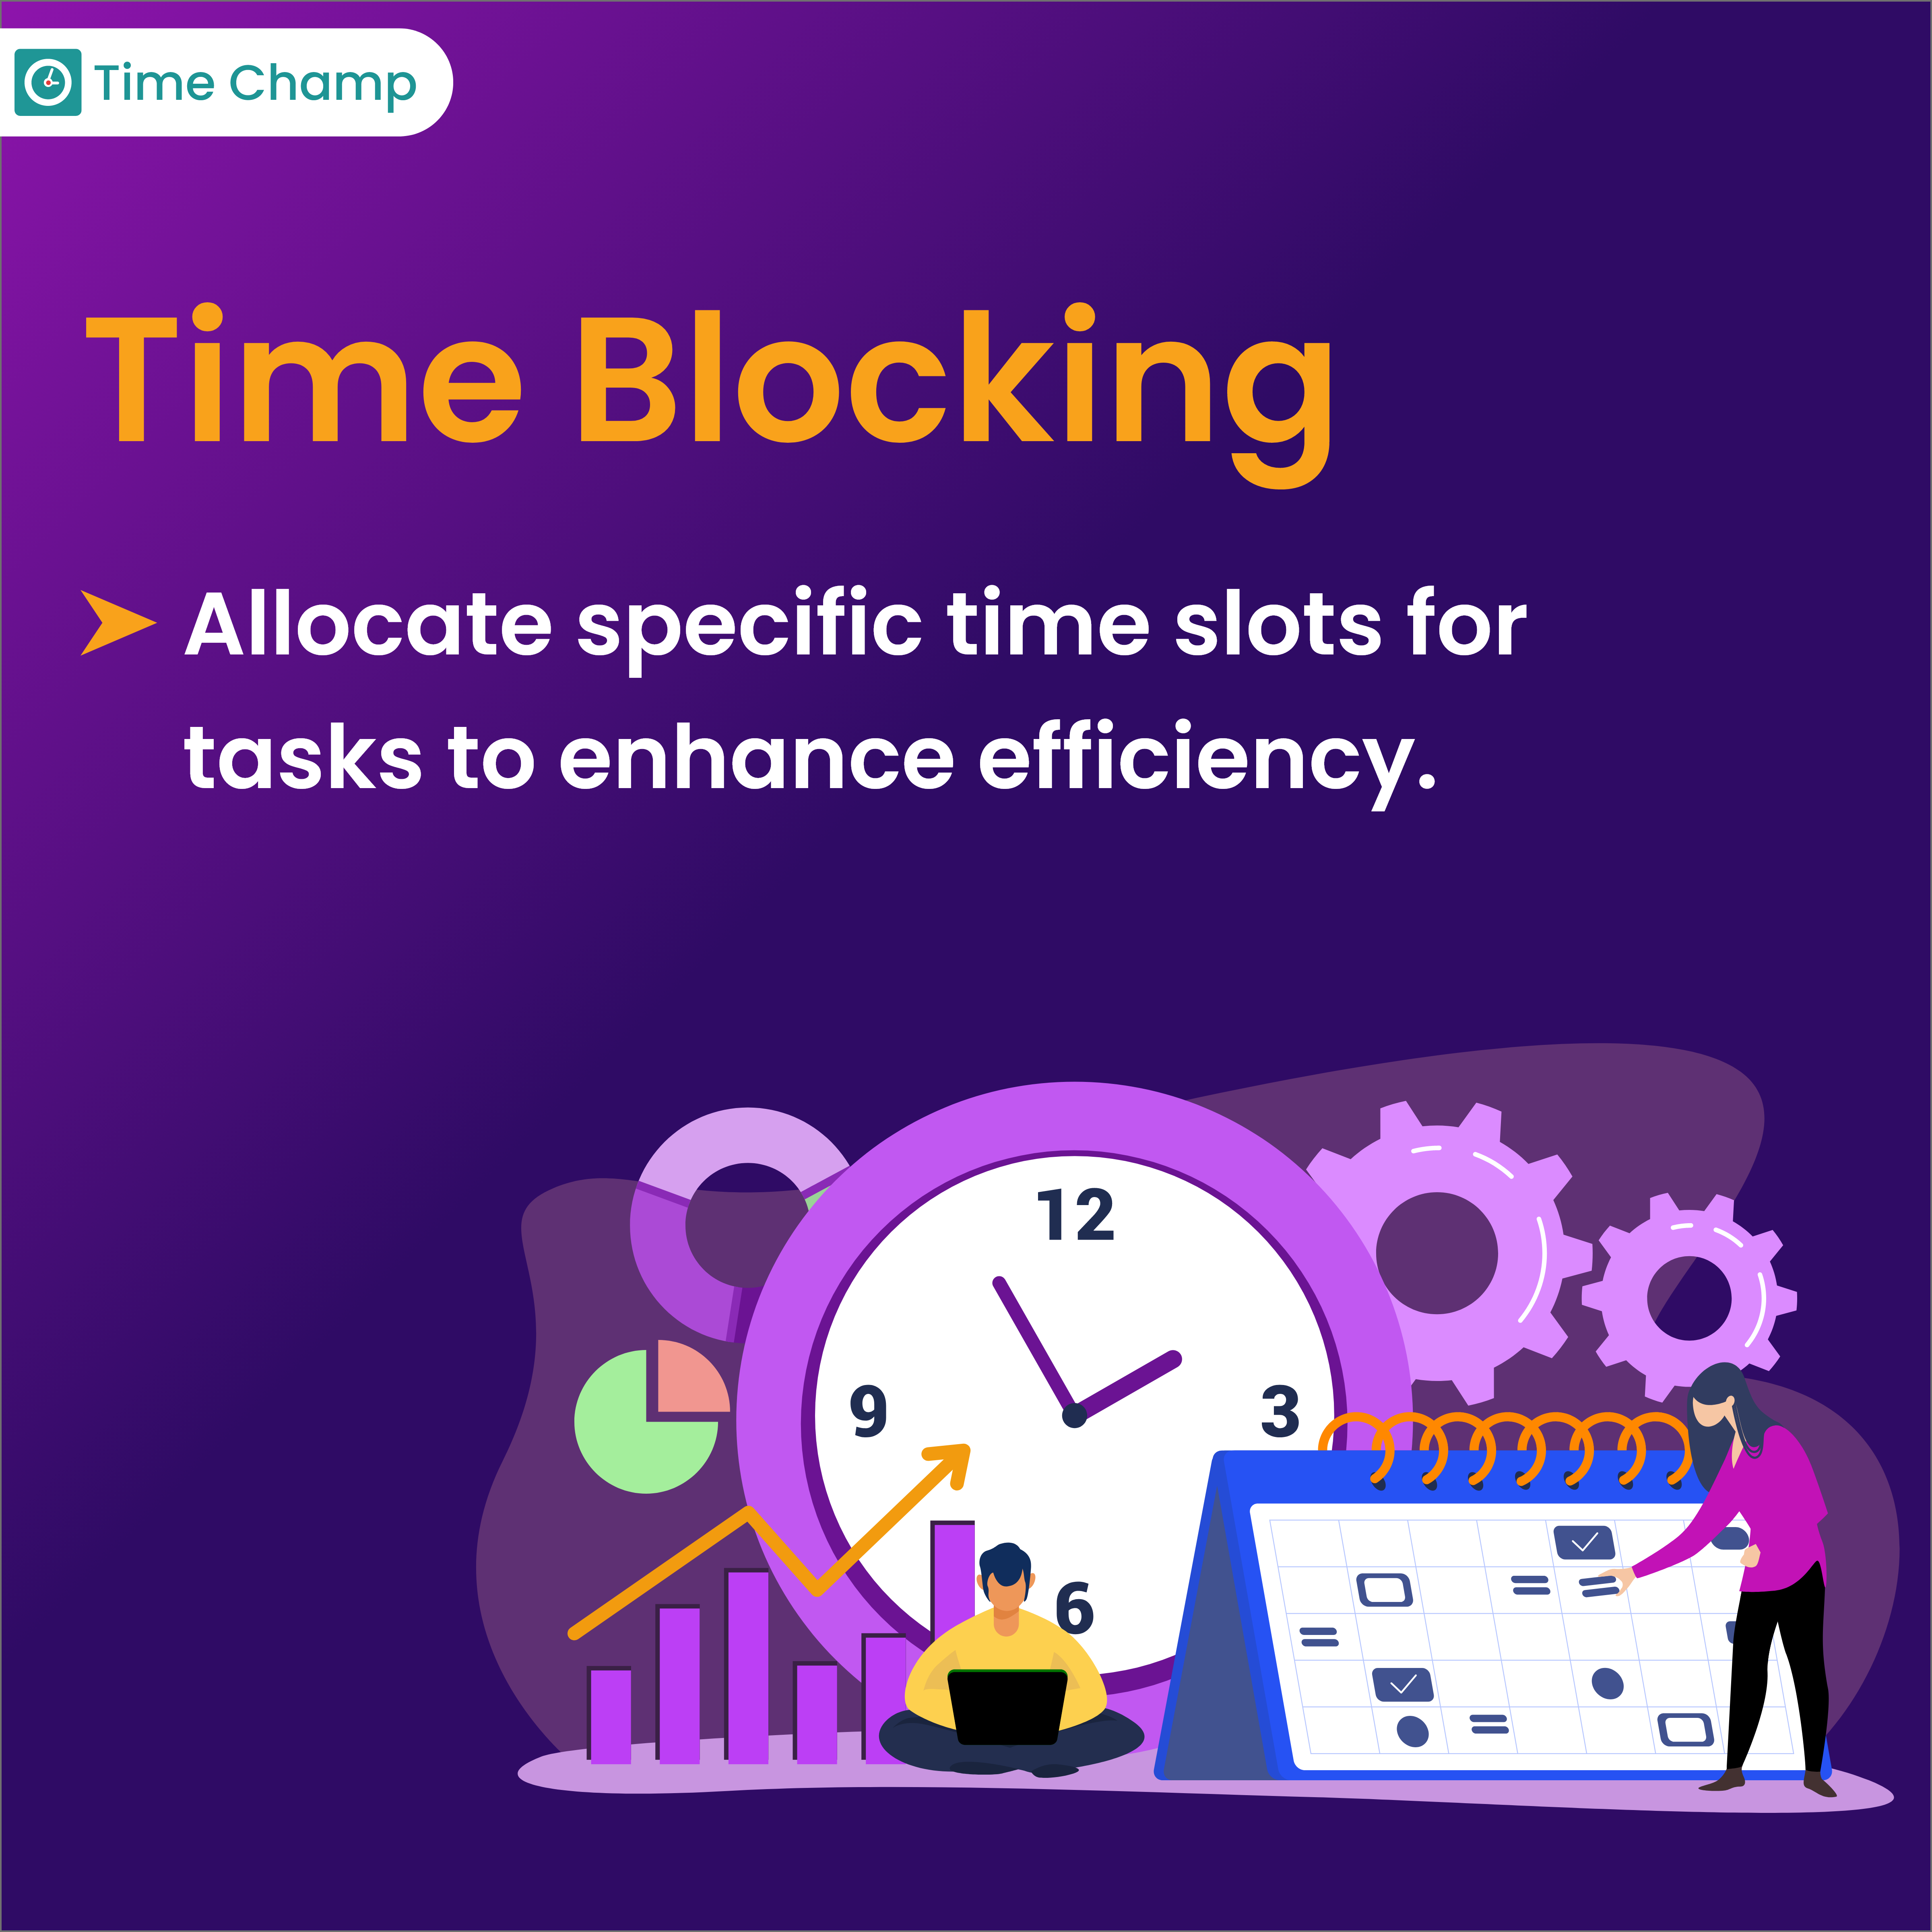 Time Champ
Time Blocking
Allocate specific time slots for
tasks to enhance efficiency.
12
9
3
6